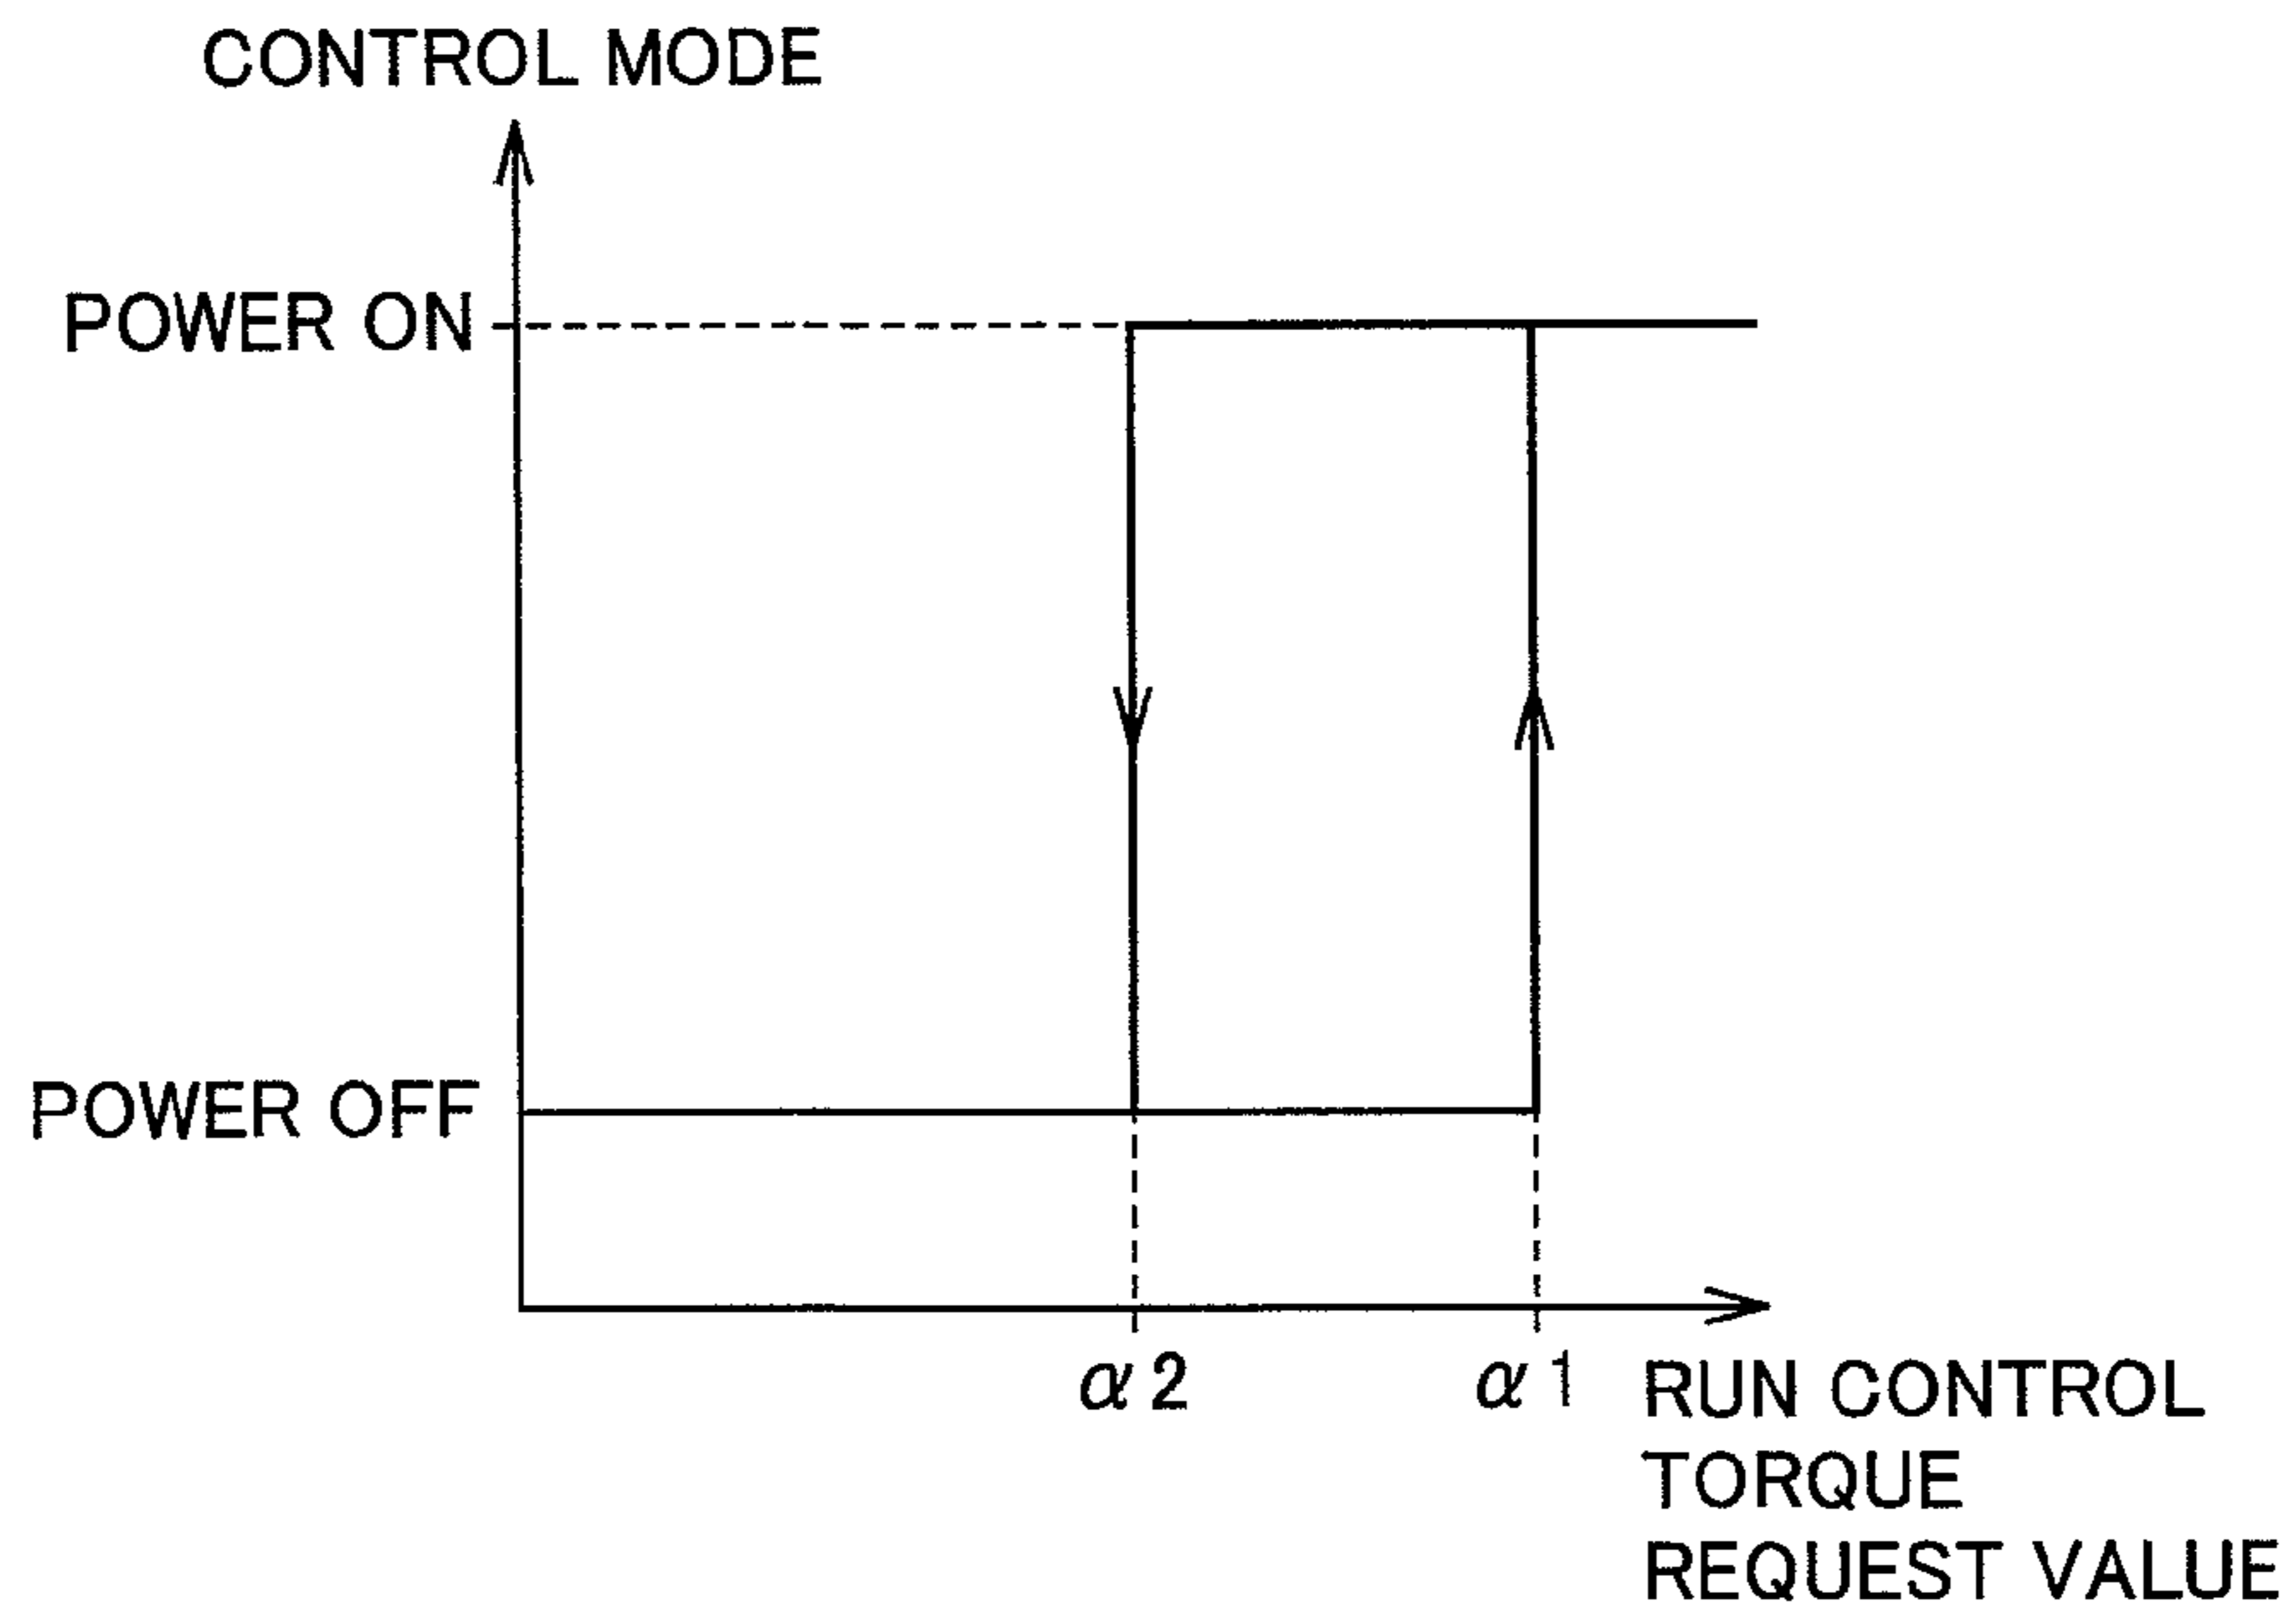 CONTROL MODE
POWER ON
POWER OFF
α2
α1
RUN CONTROL
TORQUE
REQUEST VALUE